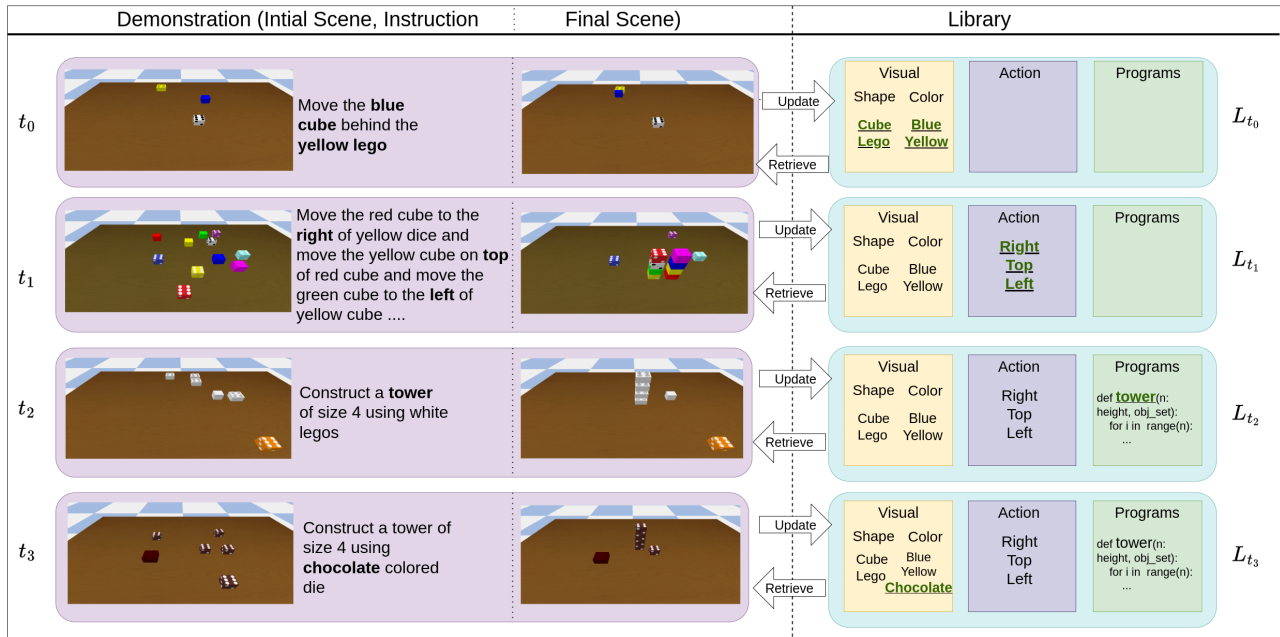 Demonstration (Intial Scene, Instruction Final Scene) Library
t0
Move the blue
cube behind the
yellow lego
Update
Retrieve
Visual
Shape Color
Cube Blue
Lego Yellow
Action
Programs
Lt0
t1
Move the red cube to the
right of yellow dice and
move the yellow cube on top
of red cube and move the
green cube to the left of
yellow cube ....
Update
Retrieve
Visual
Shape Color
Cube Blue
Lego Yellow
Action
Right
Top
Left
Programs
Lt1
t2
Construct a tower
of size 4 using white
legos
Update
Retrieve
Visual
Shape Color
Cube Blue
Lego Yellow
Action
Right
Top
Left
Programs
def tower(n:
height, obj_set):
for i in range(n):
...
Lt2
t3
Construct a tower of
size 4 using
chocolate colored
die
Update
Retrieve
Visual
Shape Color
Cube Blue
Lego Yellow
Chocolate
Action
Right
Top
Left
Programs
def tower(n:
height, obj_set):
for i in range(n):
...
Lt3